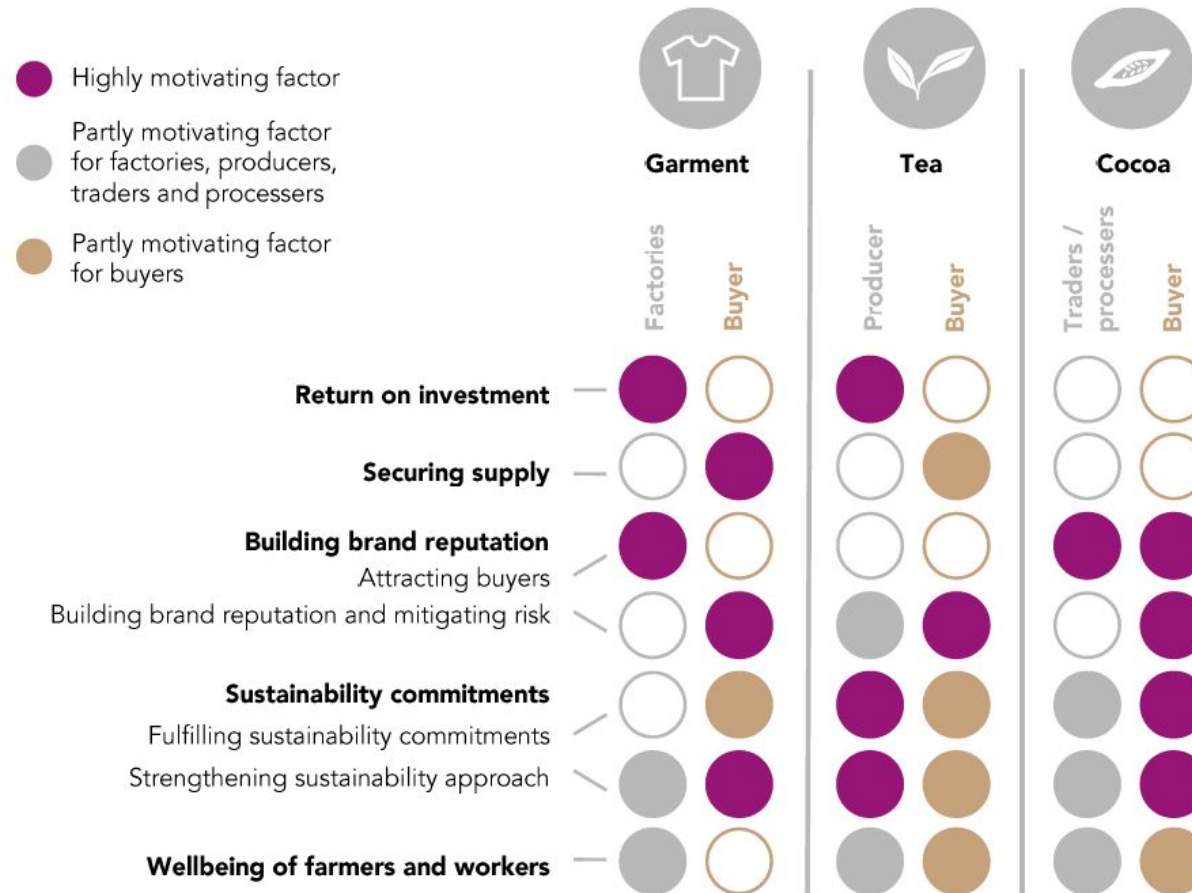 Highly motivating factor
Partly motivating factor
for factories, producers,
traders and processers
Partly motivating factor
for buyers
Garment
Tea
Cocoa
Factories
Buyer
Producer
Buyer
Traders /
processers
Buyer
Return on investment
Securing supply
Building brand reputation
Attracting buyers
Building brand reputation and mitigating risk
Sustainability commitments
Fulfilling sustainability commitments
Strengthening sustainability approach
Wellbeing of farmers and workers